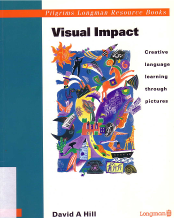 Pilgrims Longman Resource Books
Visual Impact
Creative
language
learning
through
pictures
David A Hill
Longman